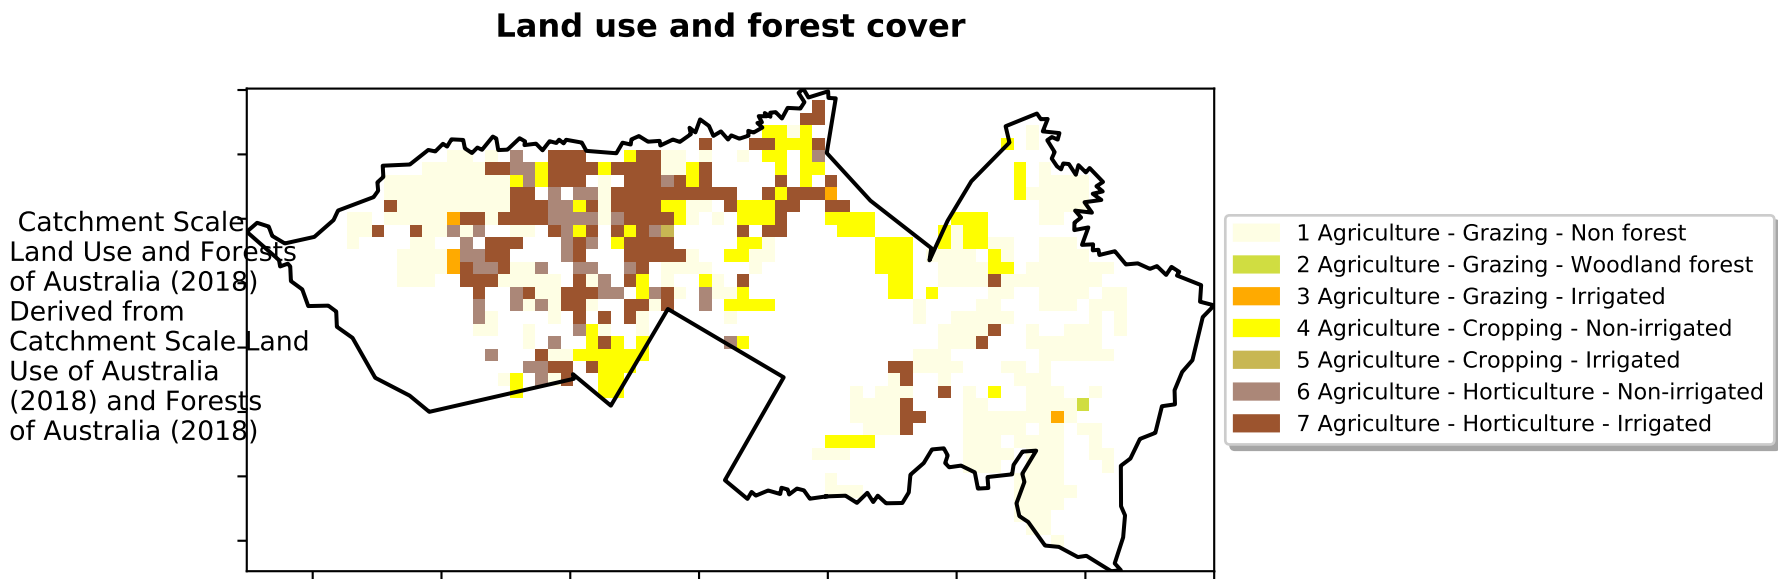 Land use and forest cover
Catchment Scale
Land Use and Forests
of Australia (2018)
Derived from
Catchment Scale Land
Use of Australia
(2018) and Forests
of Australia (2018)
1 Agriculture - Grazing - Non forest
2 Agriculture - Grazing - Woodland forest
3 Agriculture - Grazing - Irrigated
4 Agriculture - Cropping - Non-irrigated
5 Agriculture - Cropping - Irrigated
6 Agriculture - Horticulture - Non-irrigated
7 Agriculture - Horticulture - Irrigated